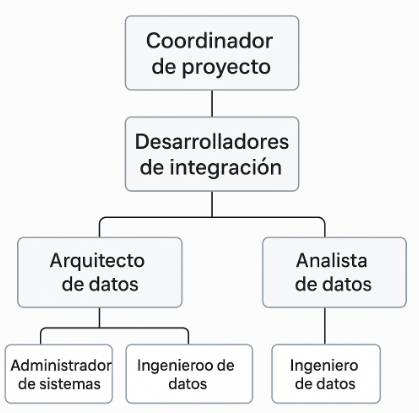 Coordinador
de proyecto
Desarrolladores
de integración
Arquitecto
de datos
Analista
de datos
Administrador
de sistemas
Ingenieroo de
datos
Ingeniero
de datos